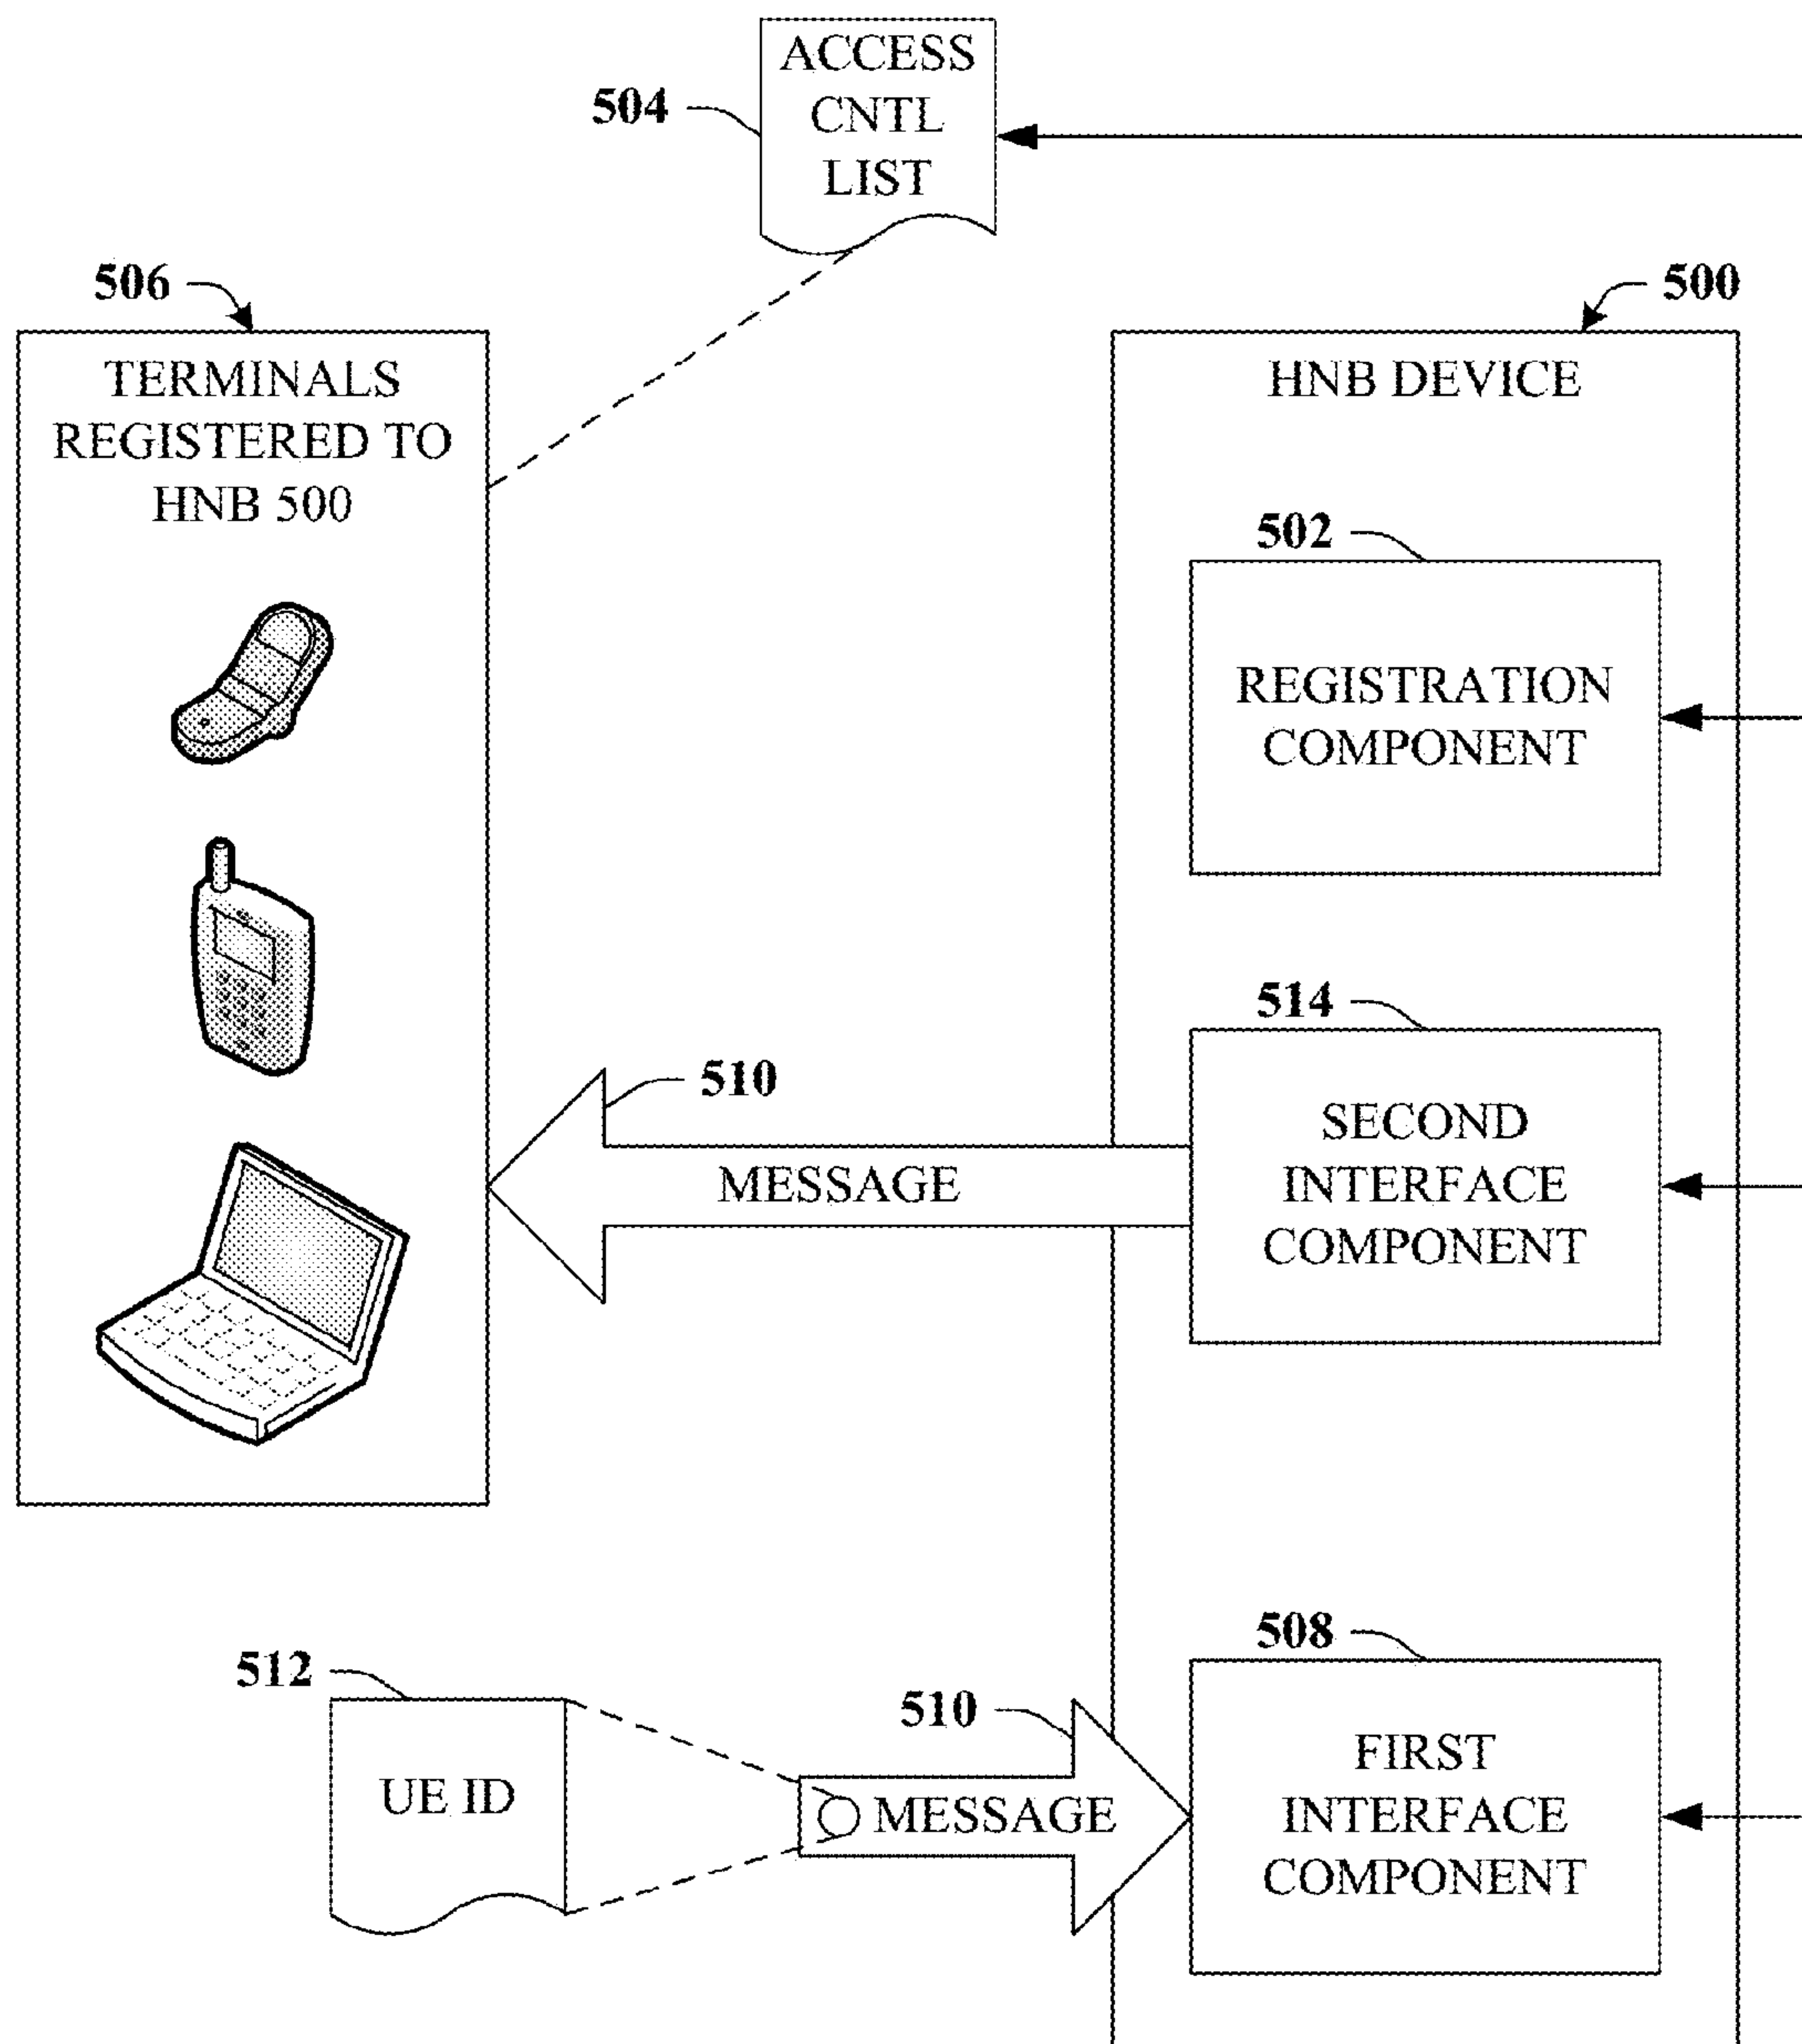 ACCESS
CNTL
LIST
504
506
500
TERMINALS
REGISTERED TO
HNB 500
HNB DEVICE
502
REGISTRATION
COMPONENT
514
510
SECOND
INTERFACE
COMPONENT
MESSAGE
508
512
510
UE ID
MESSAGE
FIRST
INTERFACE
COMPONENT